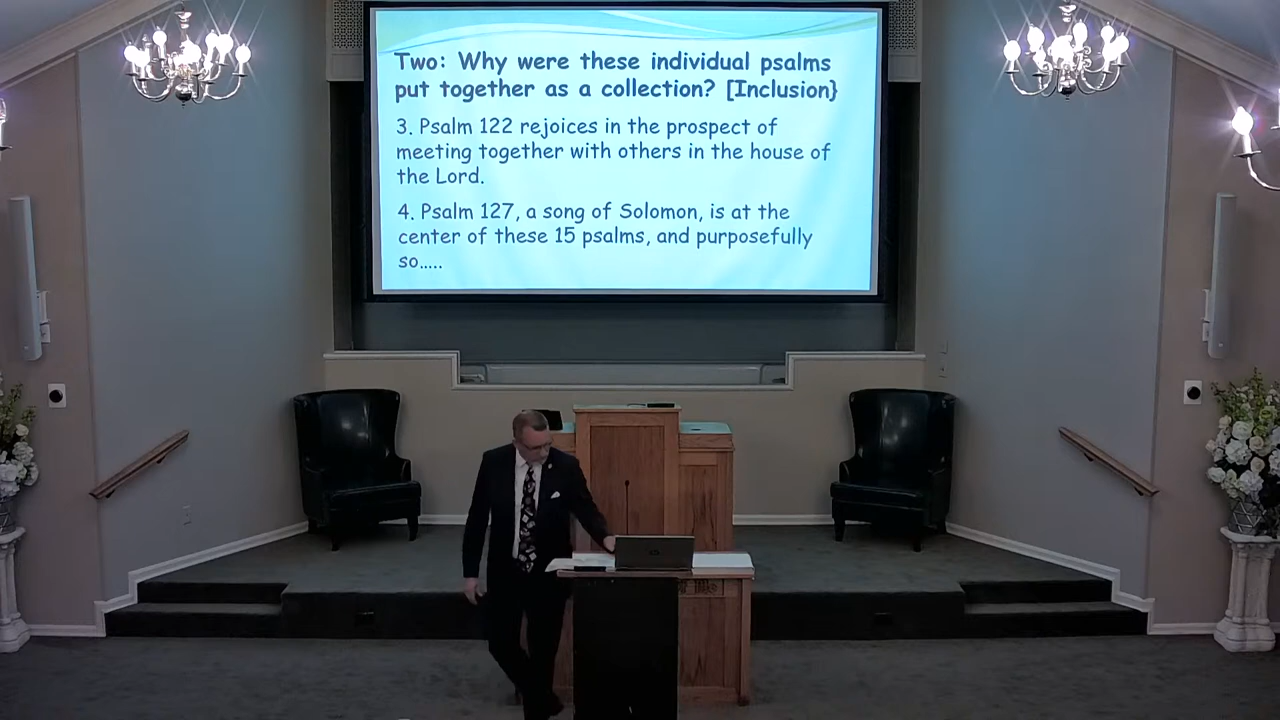 Two: Why were these individual psalms
put together as a collection? [Inclusion}
3. Psalm 122 rejoices in the prospect of
meeting together with others in the house of
the Lord.
4. Psalm 127, a song of Solomon, is at the
center of these 15 psalms, and purposefully
so.....